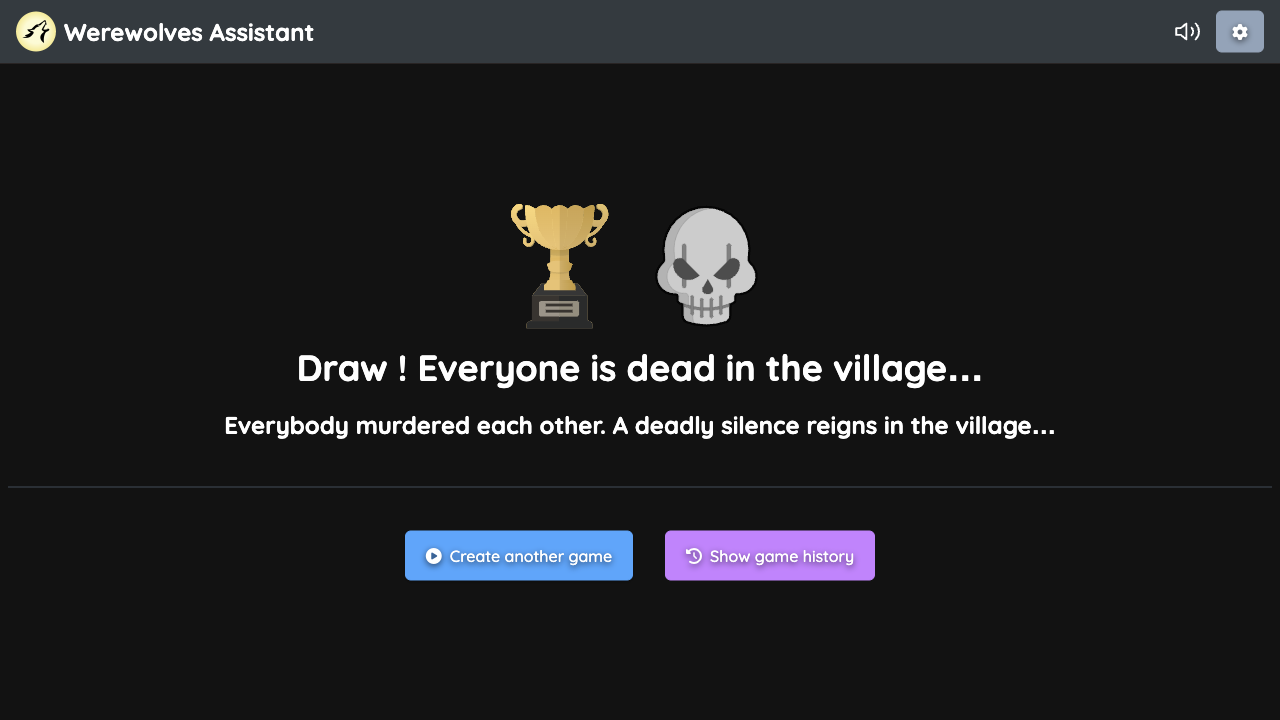 Werewolves Assistant
Draw ! Everyone is dead in the village...
Everybody murdered each other. A deadly silence reigns in the village...
Create another game
Show game history